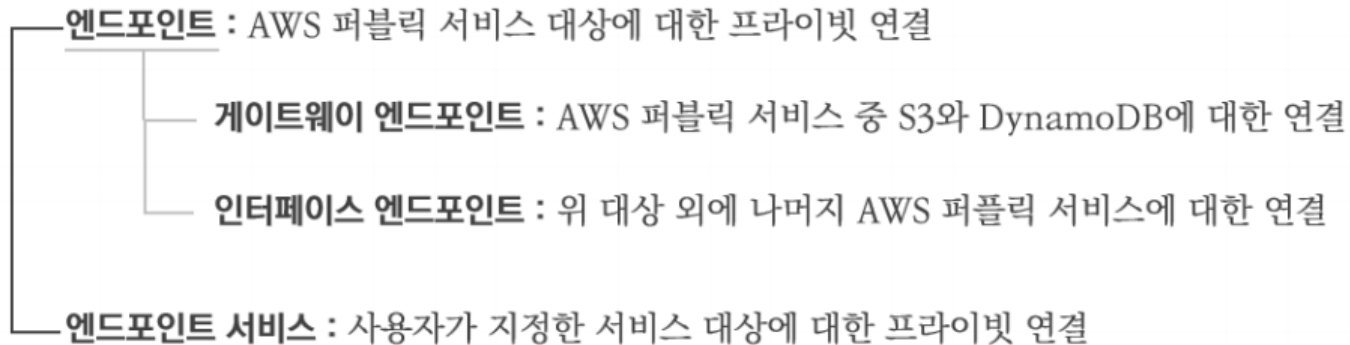 엔드포인트 : AWS 퍼블릭 서비스 대상에 대한 프라이빗 연결
게이트웨이 엔드포인트 : AWS 퍼블릭 서비스 중 S3와 DynamoDB에 대한 연결
인터페이스 엔드포인트 : 위 대상 외에 나머지 AWS 퍼플릭 서비스에 대한 연결
엔드포인트 서비스 : 사용자가 지정한 서비스 대상에 대한 프라이빗 연결